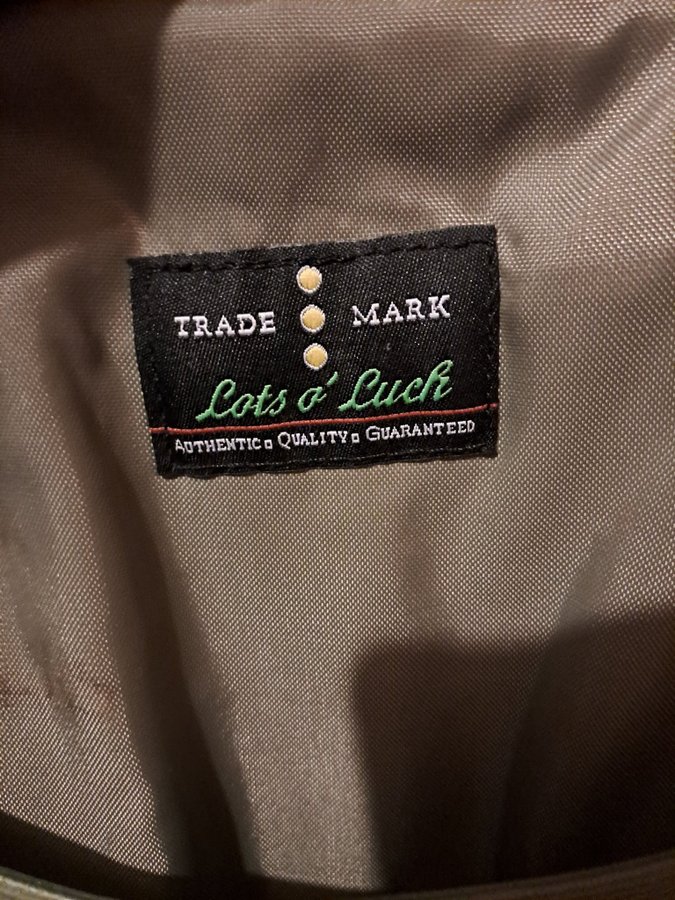 TRADE MARK
Lots o' Luck
AUTHENTIC▫ QUALITY▫ GUARANTEED